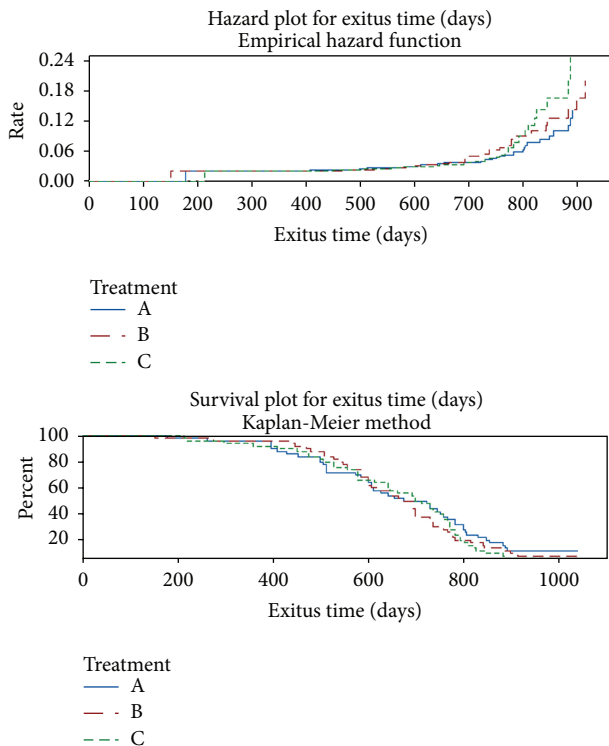 Hazard plot for exitus time (days)
Empirical hazard function
0.24
0.18
0.12
0.06
0.00
Rate
0 100 200 300 400 500 600 700 800 900
Exitus time (days)
Treatment
A
B
C
Survival plot for exitus time (days)
Kaplan-Meier method
100
80
60
40
20
Percent
0 200 400 600 800 1000
Exitus time (days)
Treatment
A
B
C